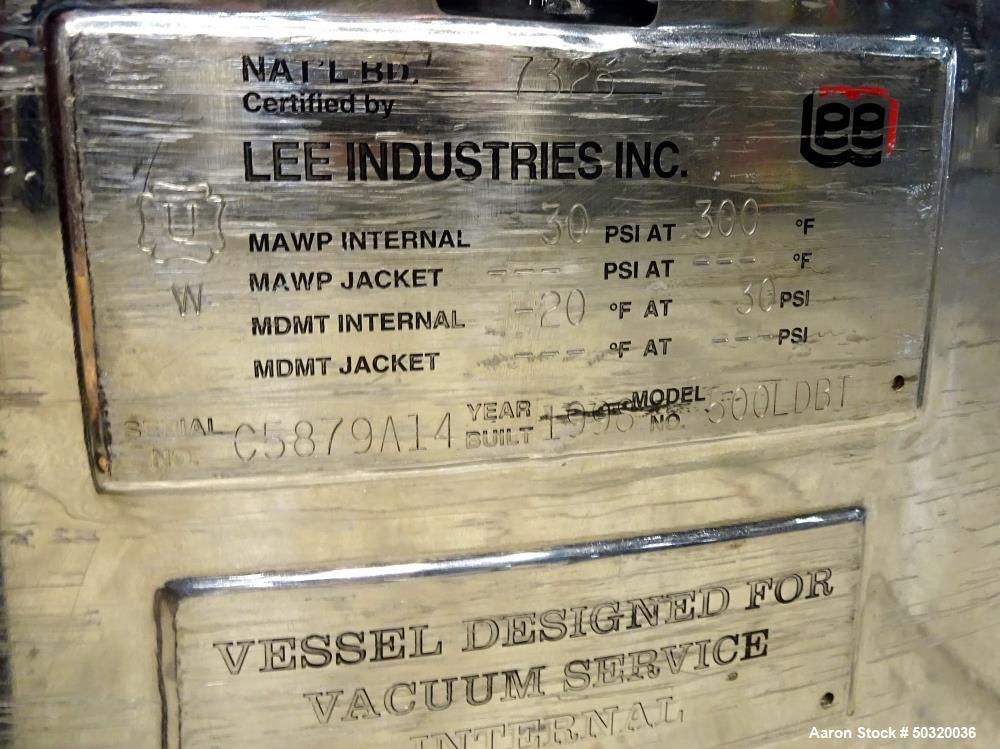 NAT'L BD. 7326
Certified by
lee
LEE INDUSTRIES INC.
U
W
MAWP INTERNAL 30 PSI AT 300 °F
MAWP JACKET --- PSI AT --- °F
MDMT INTERNAL -20 °F AT 30 PSI
MDMT JACKET ---- °F AT --- PSI
SERIAL NO. C5879A14 YEAR BUILT 1996 MODEL NO. 500LDBT
VESSEL DESIGNED FOR
VACUUM SERVICE
INTERNAL
Aaron Stock # 50320036